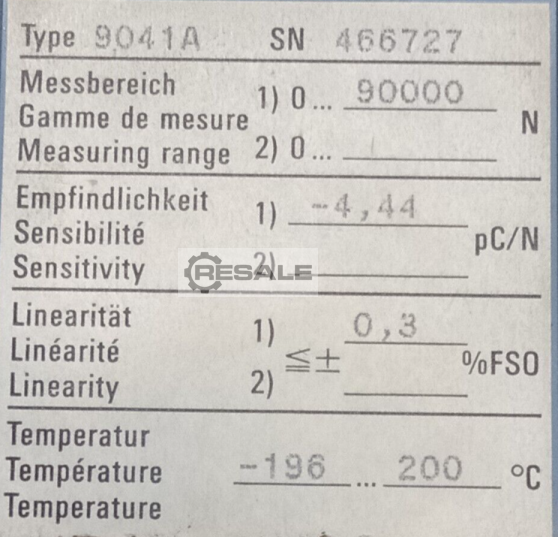 Type 9041A SN 466727
Messbereich
Gamme de mesure 1) 0... 90000 N
Measuring range 2) 0...
Empfindlichkeit 1) -4,44
Sensibilité pC/N
Sensitivity 2)
RESALE
Linearität 1) 0,3
Linéarité ≦± %FSO
Linearity 2)
Temperatur
Température -196 ... 200 °C
Temperature